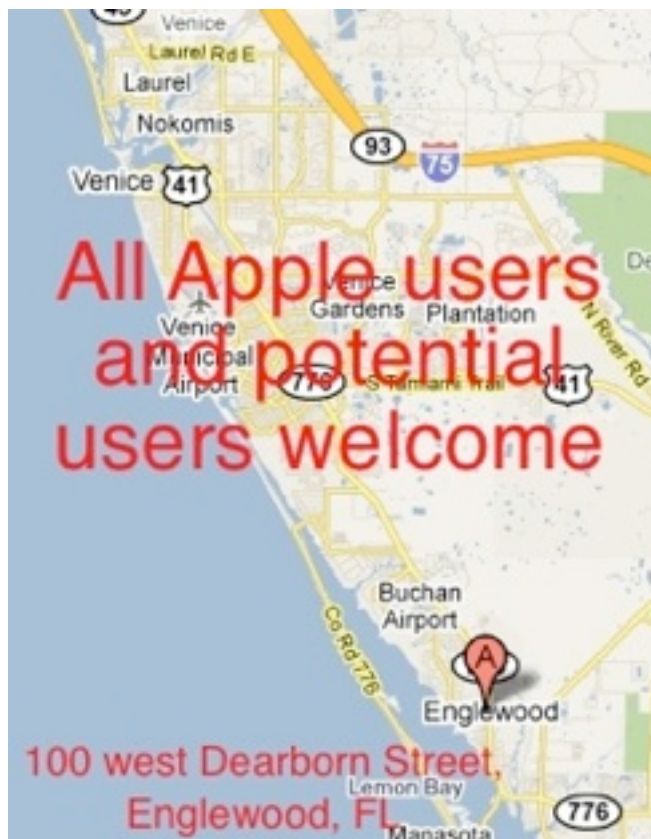 45
Venice
Laurel Rd E
Laurel
Nokomis
93
75
Venice
41
All Apple users
Venice
Gardens
Plantation
N River Rd
Venice
Municipal
Airport
and potential
776
S Tamiami Trail
41
users welcome
Buchan
Airport
Co Rd 776
A
Englewood
100 west Dearborn Street,
Lemon Bay
Englewood, FL
776
Manasota